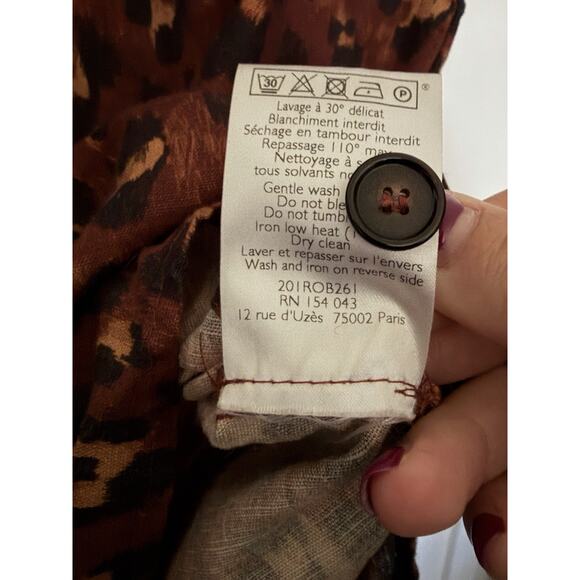 30 P ®
Lavage à 30° délicat
Blanchiment interdit
Séchage en tambour interdit
Repassage 110° max
Nettoyage à
tous solvants
Gentle wash
Do not
Do not
Iron low heat
Dry clean
Laver et repasser sur l'envers
Wash and iron on reverse side
201ROB261
RN 154 043
12 rue d'Uzès 75002 Paris